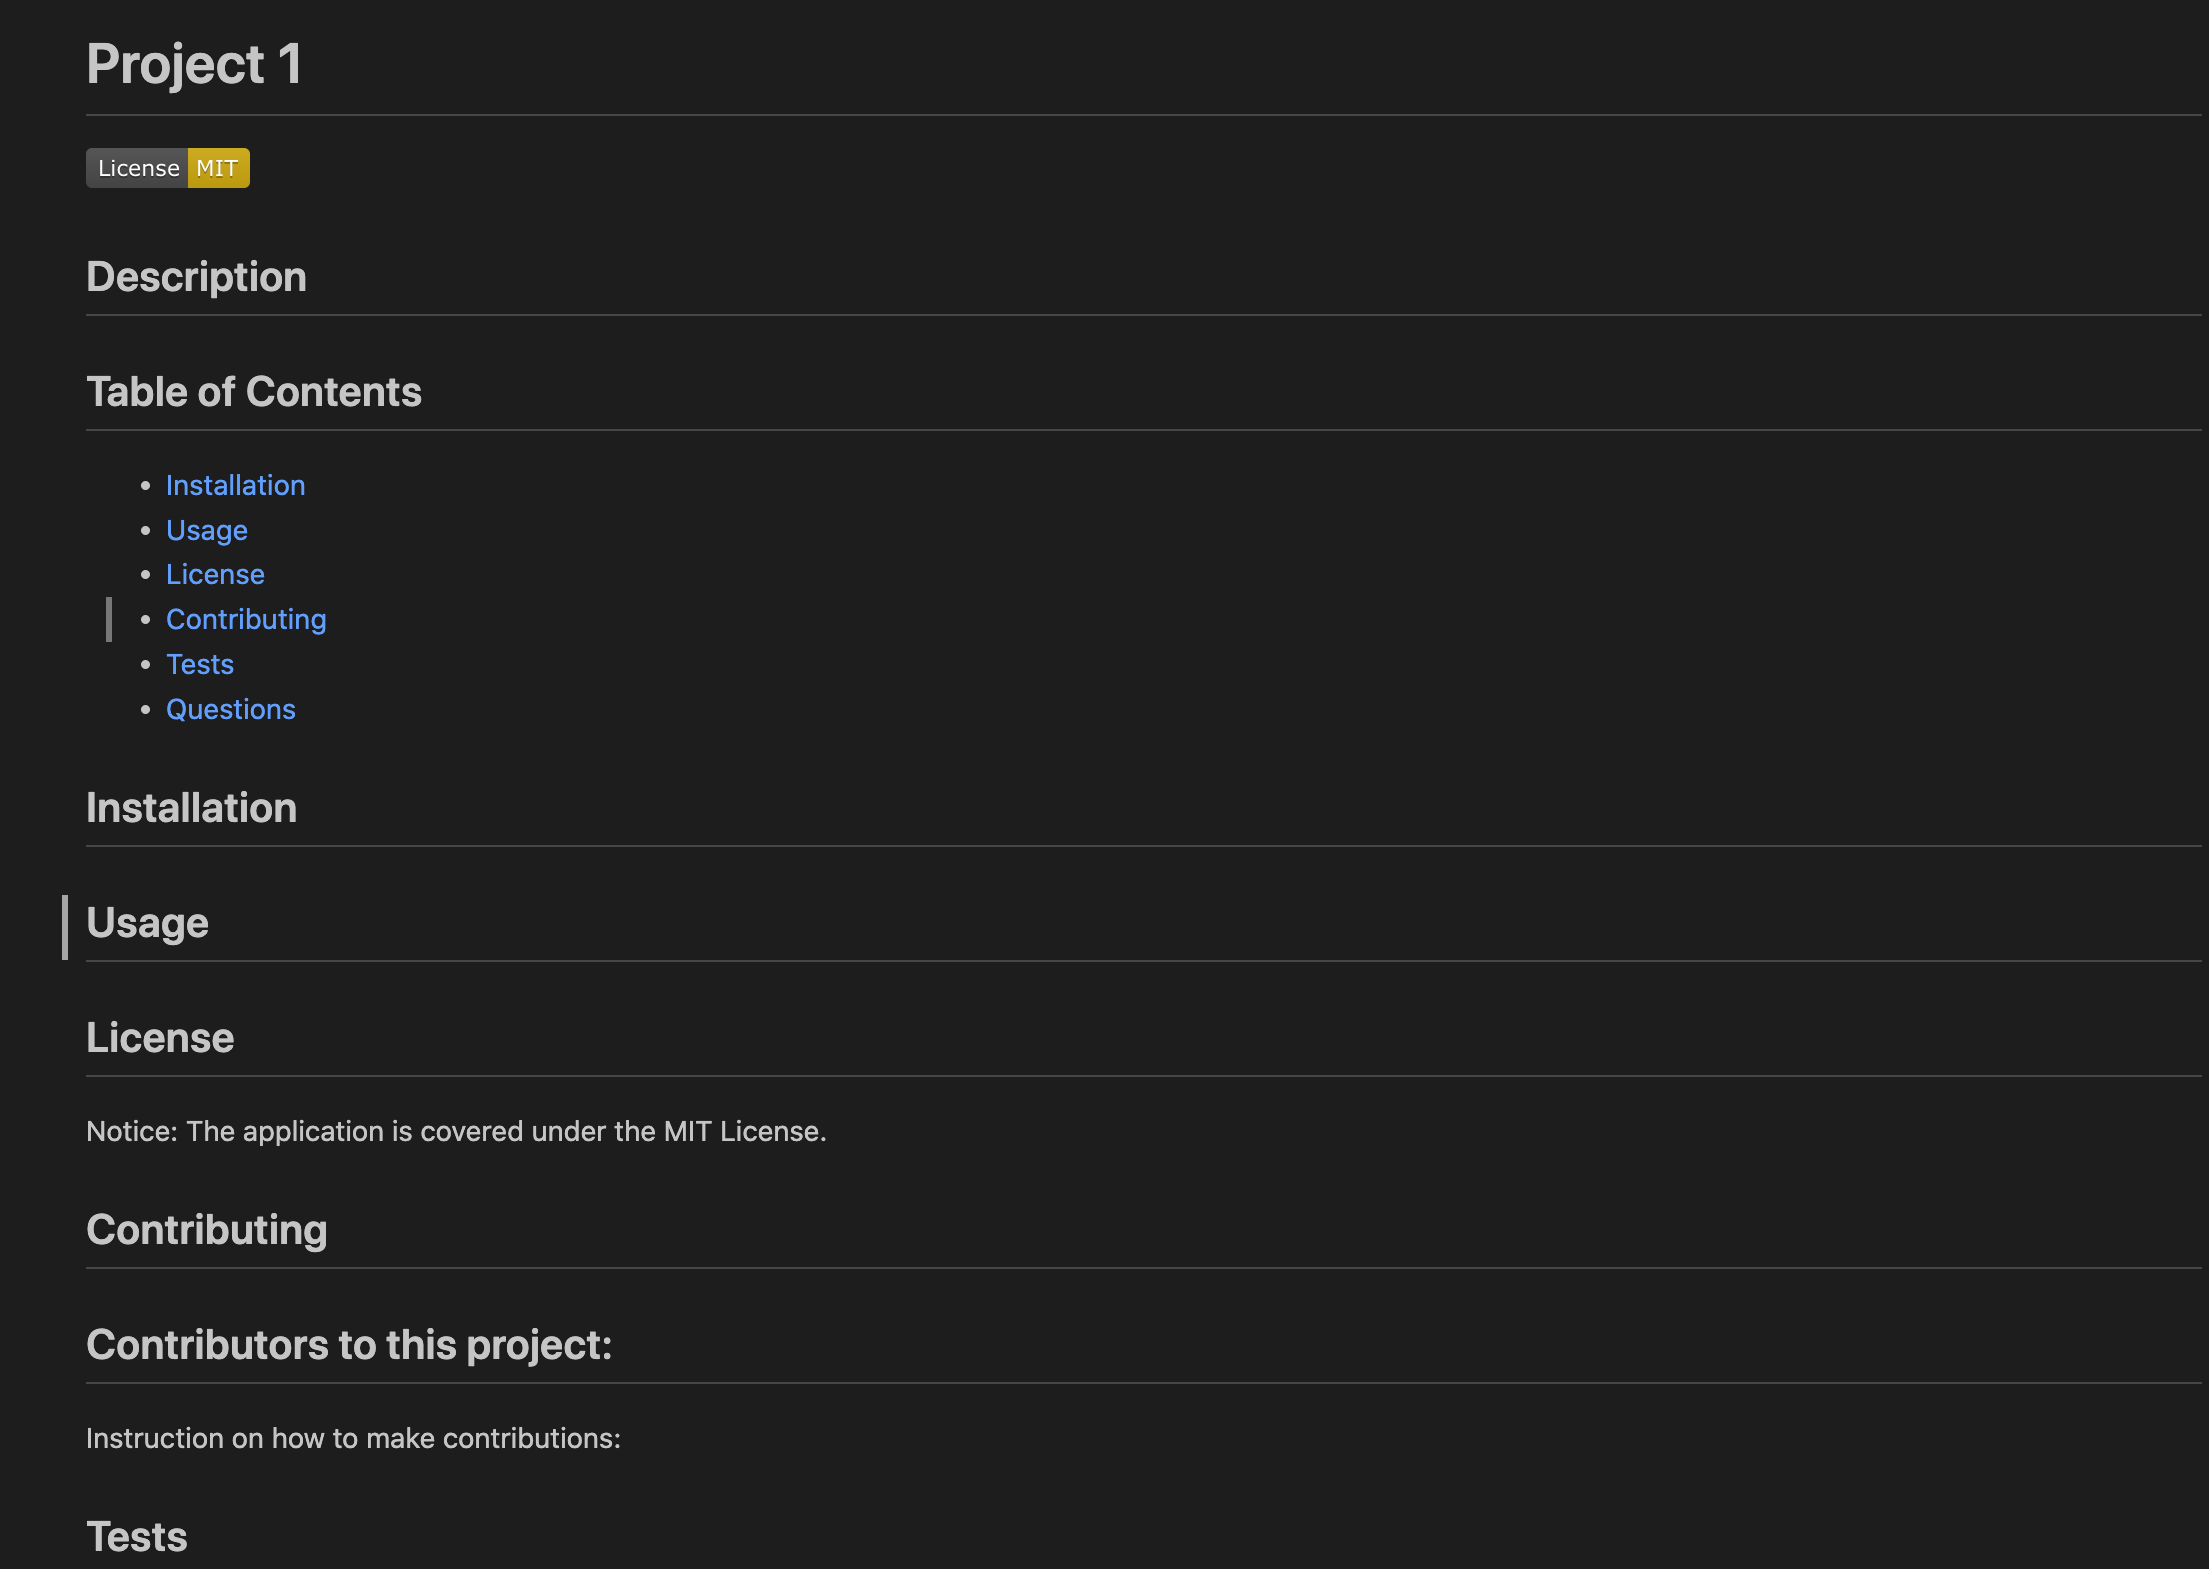 Project 1
License MIT
Description
Table of Contents
Installation
Usage
License
Contributing
Tests
Questions
Installation
Usage
License
Notice: The application is covered under the MIT License.
Contributing
Contributors to this project:
Instruction on how to make contributions:
Tests